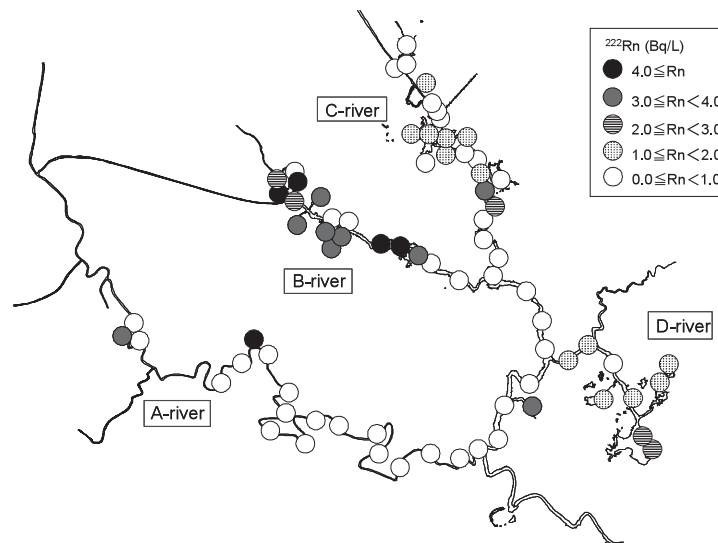 ²²²Rn (Bq/L)
4.0≦Rn
3.0≦Rn<4.0
2.0≦Rn<3.0
1.0≦Rn<2.0
0.0≦Rn<1.0
C-river
B-river
D-river
A-river